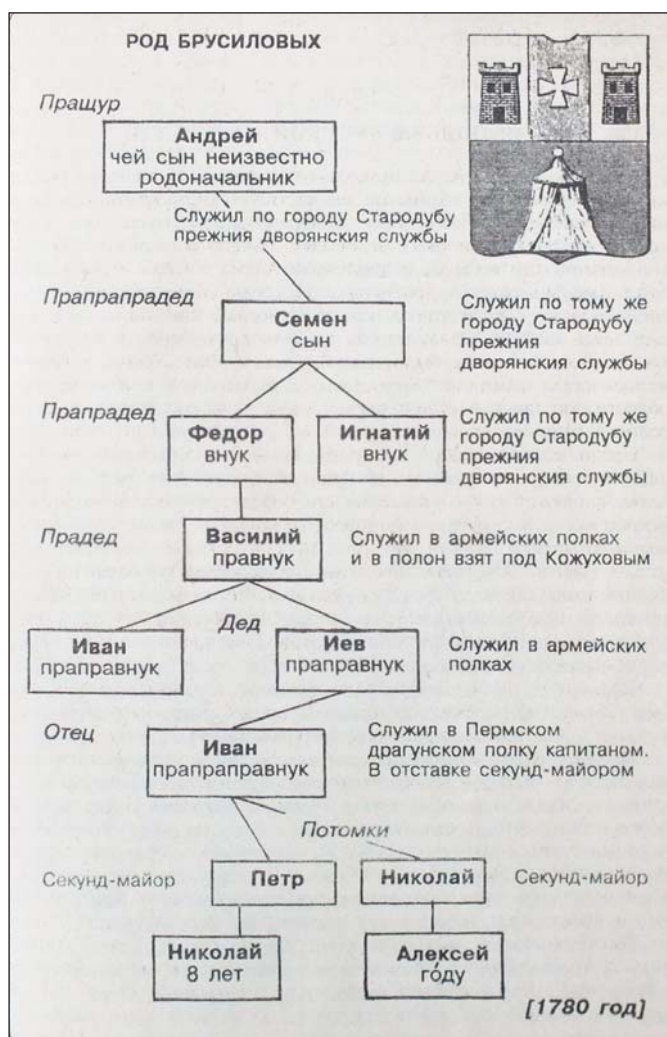 РОД БРУСИЛОВЫХ
Пращур
Андрей
чей сын неизвестно
родоначальник
Служил по городу Стародубу
прежния дворянския службы
Прапрапрадед
Семен
сын
Служил по тому же
городу Стародубу
прежния
дворянския службы
Прапрадед
Федор
внук
Игнатий
внук
Служил по тому же
городу Стародубу
прежния
дворянския службы
Прадед
Василий
правнук
Служил в армейских полках
и в полон взят под Кожуховым
Дед
Иван
праправнук
Иев
праправнук
Служил в армейских
полках
Отец
Иван
прапраправнук
Служил в Пермском
драгунском полку капитаном.
В отставке секунд-майором
Потомки
Секунд-майор
Петр
Николай
Секунд-майор
Николай
8 лет
Алексей
го́ду
[1780 год]